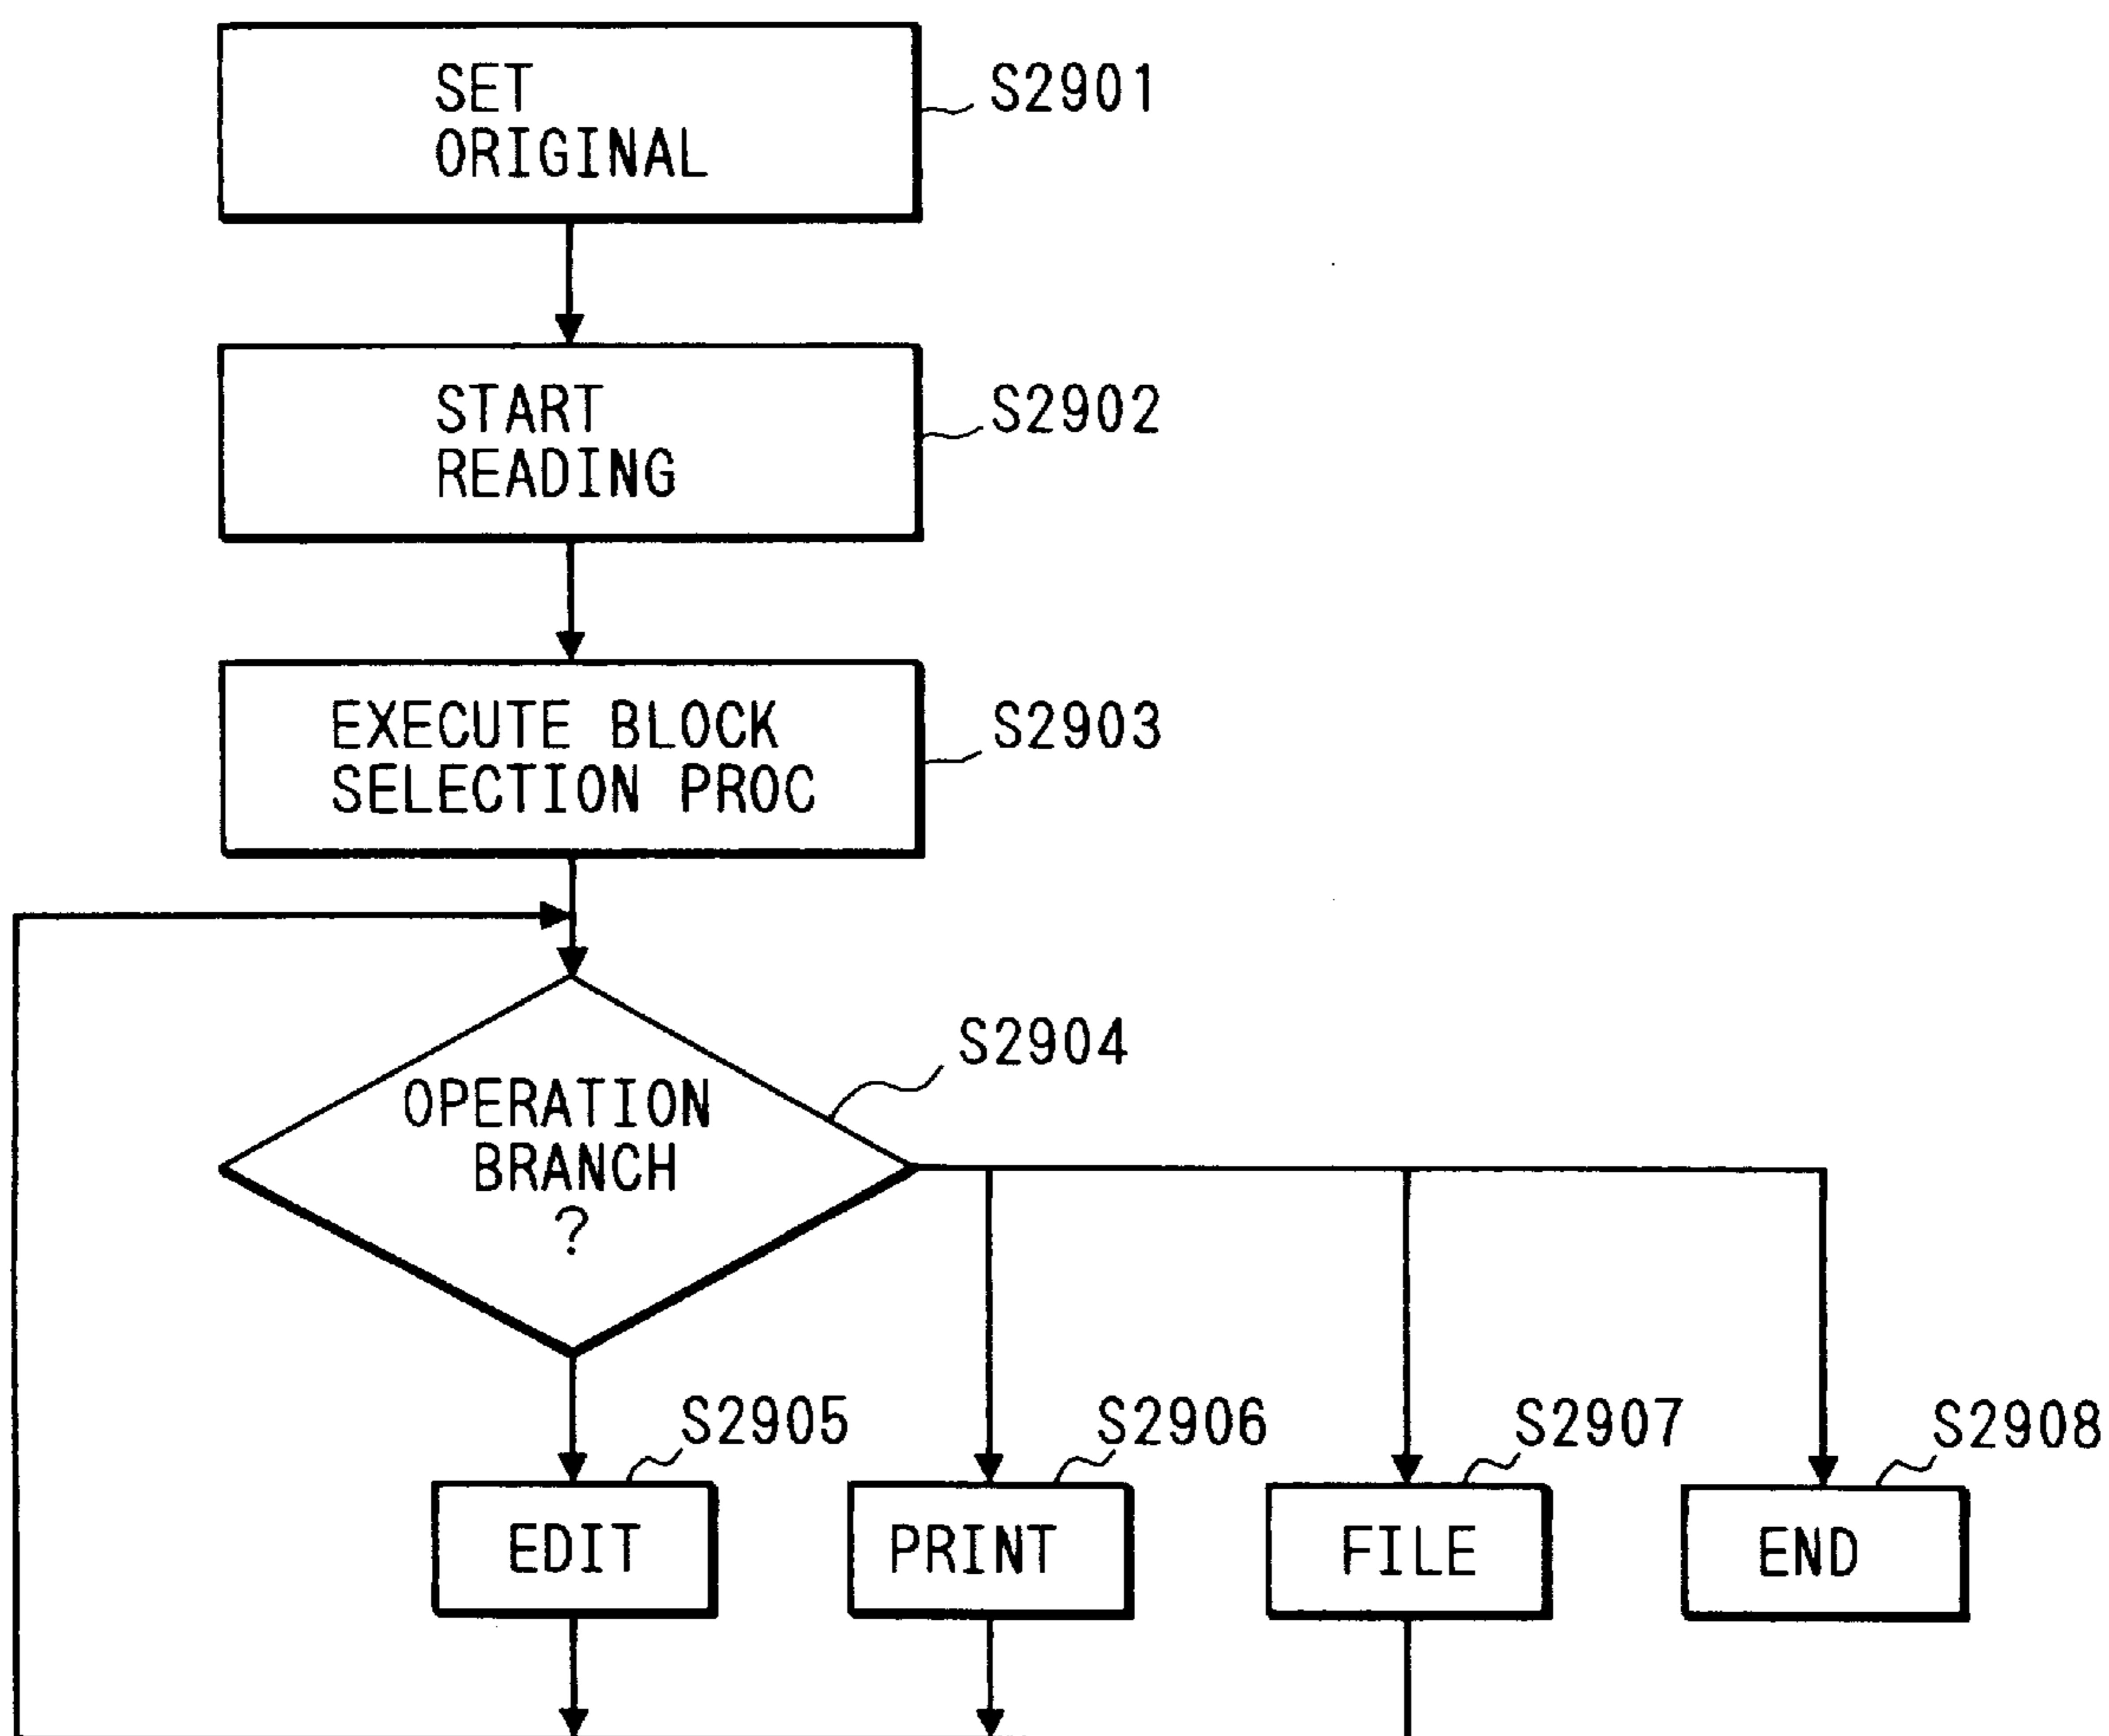 SET
ORIGINAL
S2901
START
READING
S2902
EXECUTE BLOCK
SELECTION PROC
S2903
S2904
OPERATION
BRANCH
?
S2905
S2906
S2907
S2908
EDIT
PRINT
FILE
END